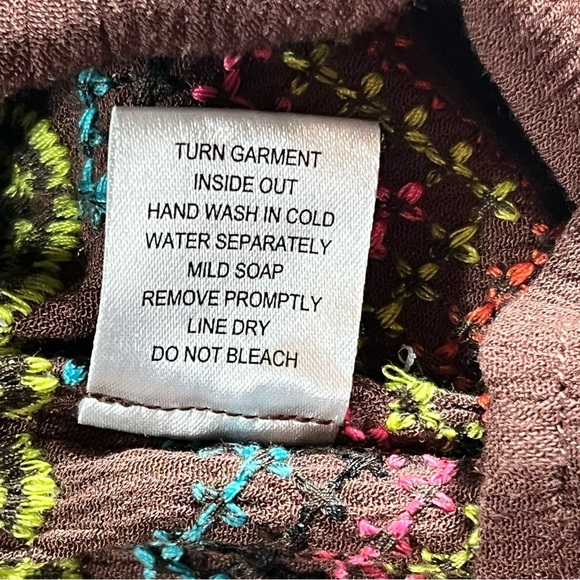 TURN GARMENT
INSIDE OUT
HAND WASH IN COLD
WATER SEPARATELY
MILD SOAP
REMOVE PROMPTLY
LINE DRY
DO NOT BLEACH